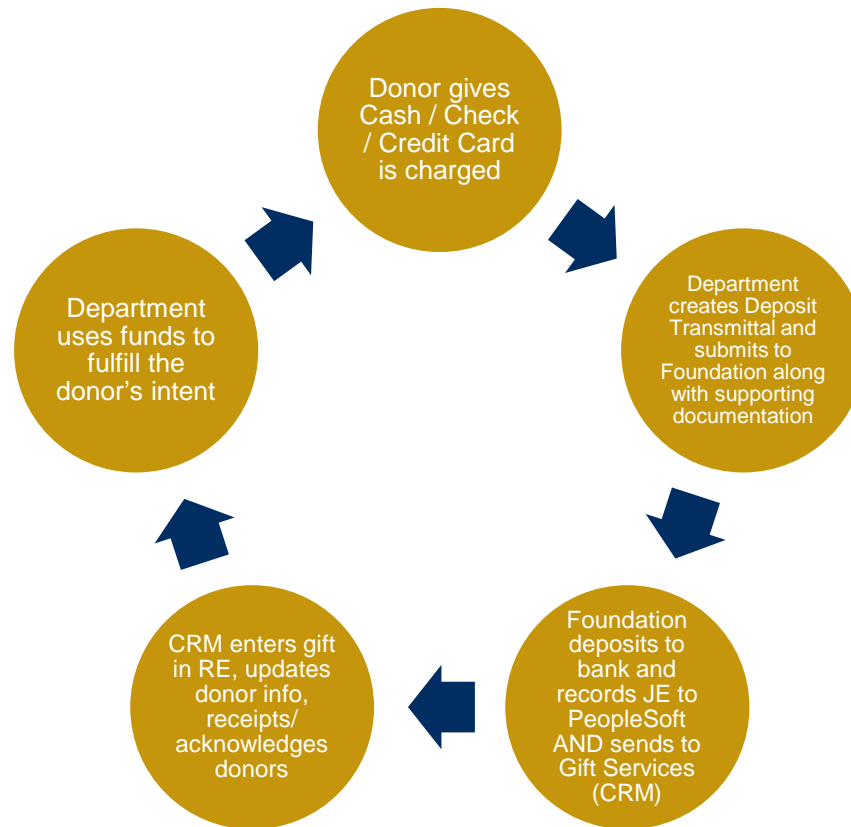 Donor gives
Cash / Check
/ Credit Card
is charged
Department
creates Deposit
Transmittal and
submits to
Foundation along
with supporting
documentation
Foundation
deposits to
bank and
records JE to
PeopleSoft
AND sends to
Gift Services
(CRM)
CRM enters gift
in RE, updates
donor info,
receipts/
acknowledges
donors
Department
uses funds to
fulfill the
donor’s intent